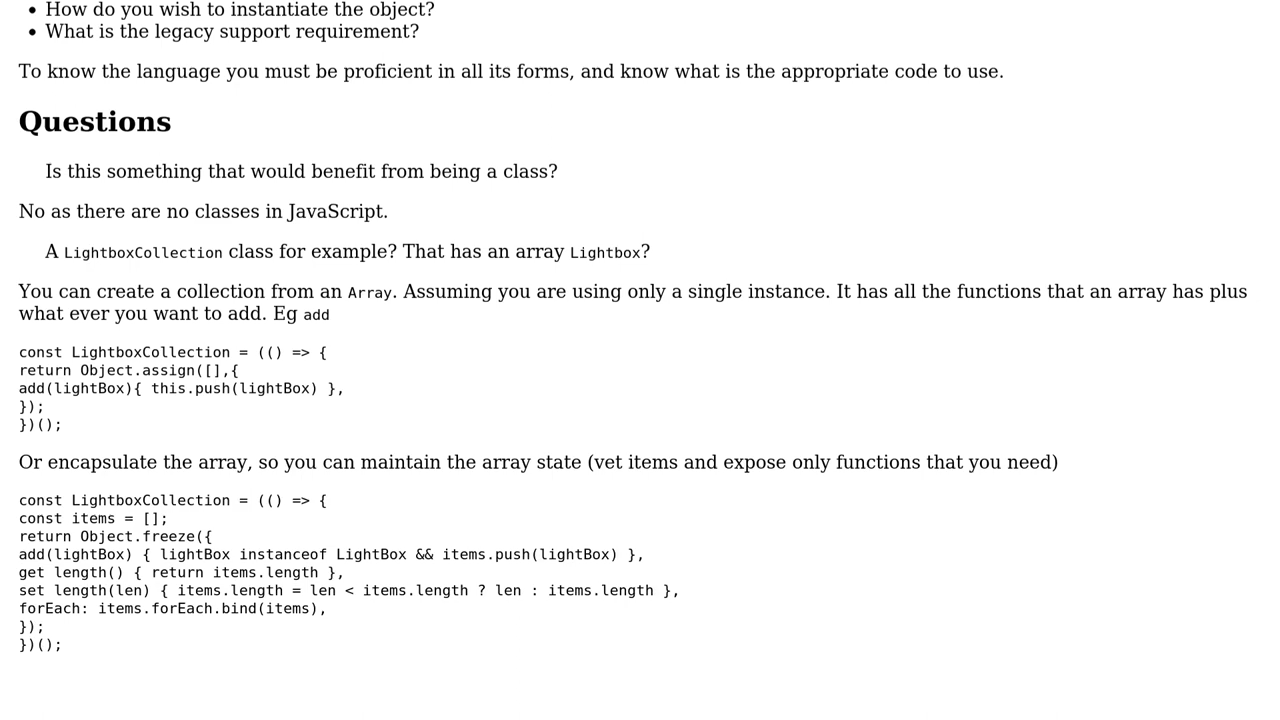 How do you wish to instantiate the object?
What is the legacy support requirement?
To know the language you must be proficient in all its forms, and know what is the appropriate code to use.
Questions
Is this something that would benefit from being a class?
No as there are no classes in JavaScript.
A LightboxCollection class for example? That has an array Lightbox?
You can create a collection from an Array. Assuming you are using only a single instance. It has all the functions that an array has plus
what ever you want to add. Eg add
const LightboxCollection = (() => {
return Object.assign([],{
add(lightBox){ this.push(lightBox) },
});
})();
Or encapsulate the array, so you can maintain the array state (vet items and expose only functions that you need)
const LightboxCollection = (() => {
const items = [];
return Object.freeze({
add(lightBox) { lightBox instanceof LightBox && items.push(lightBox) },
get length() { return items.length },
set length(len) { items.length = len < items.length ? len : items.length },
forEach: items.forEach.bind(items),
});
})();